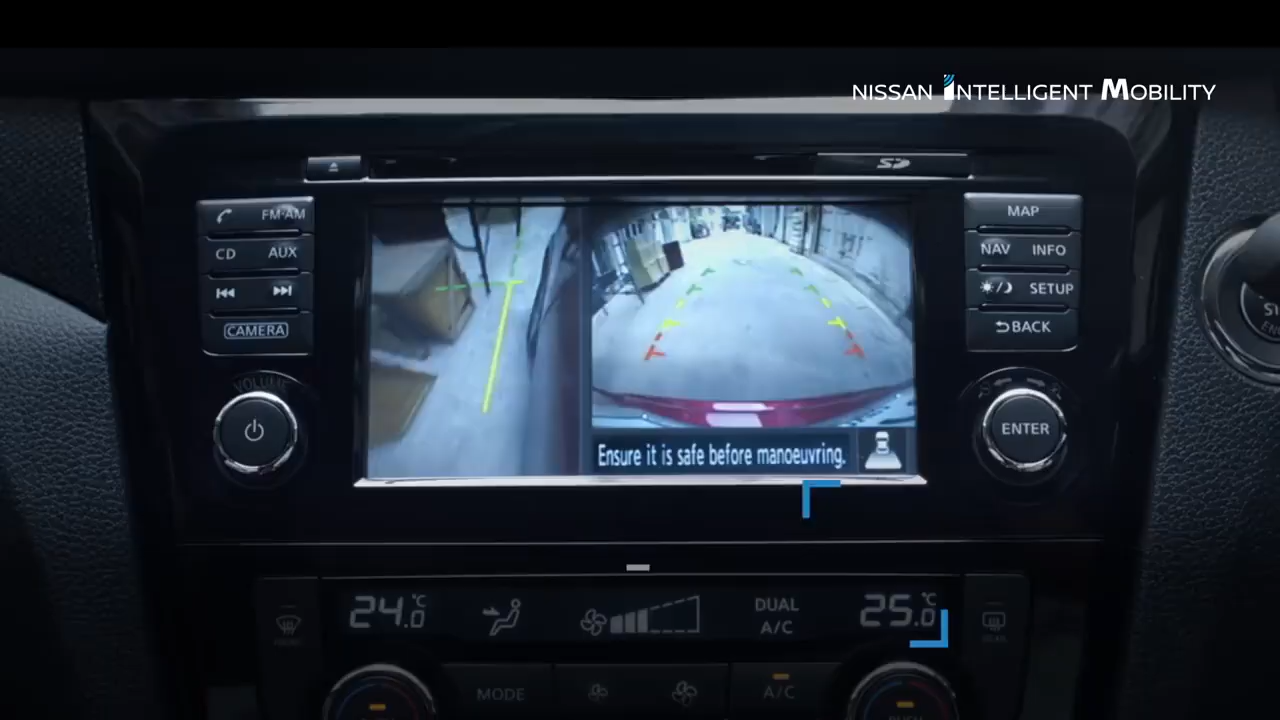 NISSAN INTELLIGENT MOBILITY
SD
FM·AM
CD AUX
CAMERA
VOLUME
MAP
NAV INFO
SETUP
BACK
ENTER
Ensure it is safe before manoeuvring.
24.0°C
DUAL
A/C
25.0°C
MODE
A/C